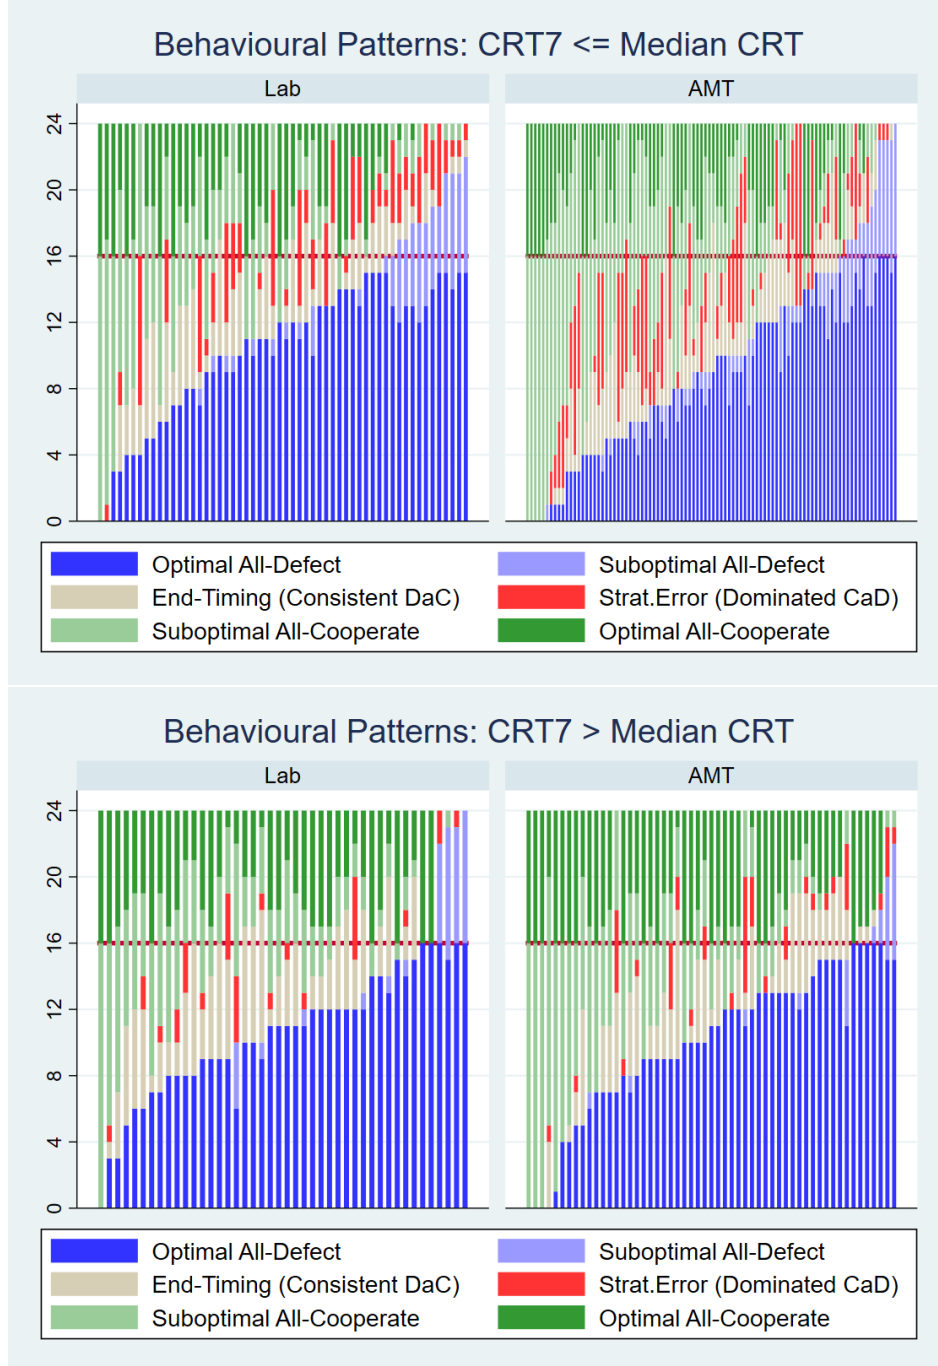 Behavioural Patterns: CRT7 <= Median CRT
Lab
AMT
24
20
16
12
8
4
0
Optimal All-Defect
Suboptimal All-Defect
End-Timing (Consistent DaC)
Strat.Error (Dominated CaD)
Suboptimal All-Cooperate
Optimal All-Cooperate
Behavioural Patterns: CRT7 > Median CRT
Lab
AMT
24
20
16
12
8
4
0
Optimal All-Defect
Suboptimal All-Defect
End-Timing (Consistent DaC)
Strat.Error (Dominated CaD)
Suboptimal All-Cooperate
Optimal All-Cooperate